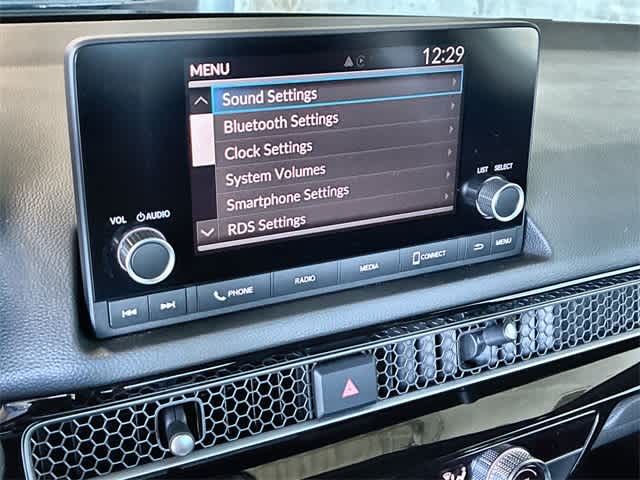 MENU 12:29
Sound Settings
Bluetooth Settings
Clock Settings
System Volumes
Smartphone Settings
RDS Settings
VOL AUDIO
LIST SELECT
PHONE RADIO MEDIA CONNECT MENU